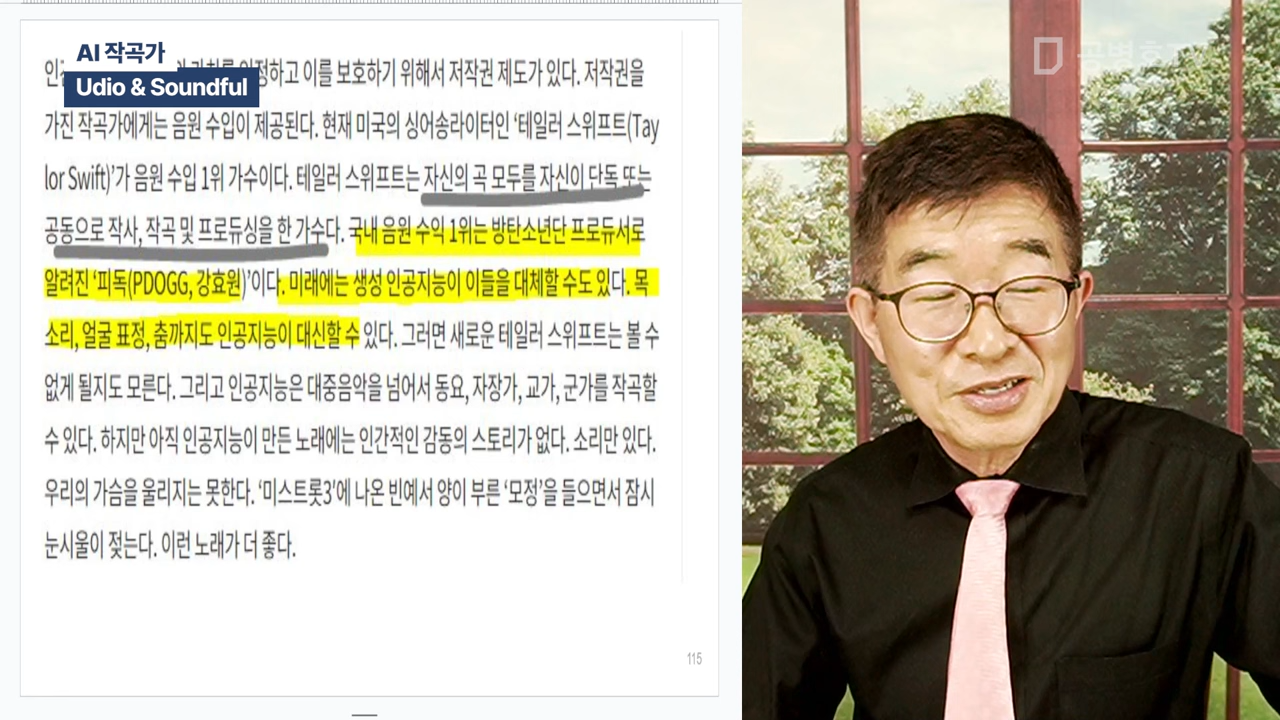 AI 작곡가
Udio & Soundful
정하고 이를 보호하기 위해서 저작권 제도가 있다. 저작권을
가진 작곡가에게는 음원 수입이 제공된다. 현재 미국의 싱어송라이터인 ‘테일러 스위프트(Tay
lor Swift)’가 음원 수입 1위 가수이다. 테일러 스위프트는 자신의 곡 모두를 자신이 단독 또는
공동으로 작사, 작곡 및 프로듀싱을 한 가수다. 국내 음원 수익 1위는 방탄소년단 프로듀서로
알려진 ‘피독(PDOGG, 강효원)’이다. 미래에는 생성 인공지능이 이들을 대체할 수도 있다. 목
소리, 얼굴 표정, 춤까지도 인공지능이 대신할 수 있다. 그러면 새로운 테일러 스위프트는 볼 수
없게 될지도 모른다. 그리고 인공지능은 대중음악을 넘어서 동요, 자장가, 교가, 군가를 작곡할
수 있다. 하지만 아직 인공지능이 만든 노래에는 인간적인 감동의 스토리가 없다. 소리만 있다.
우리의 가슴을 울리지는 못한다. ‘미스트롯3’에 나온 빈예서 양이 부른 ‘모정’을 들으면서 잠시
눈시울이 젖는다. 이런 노래가 더 좋다.
115